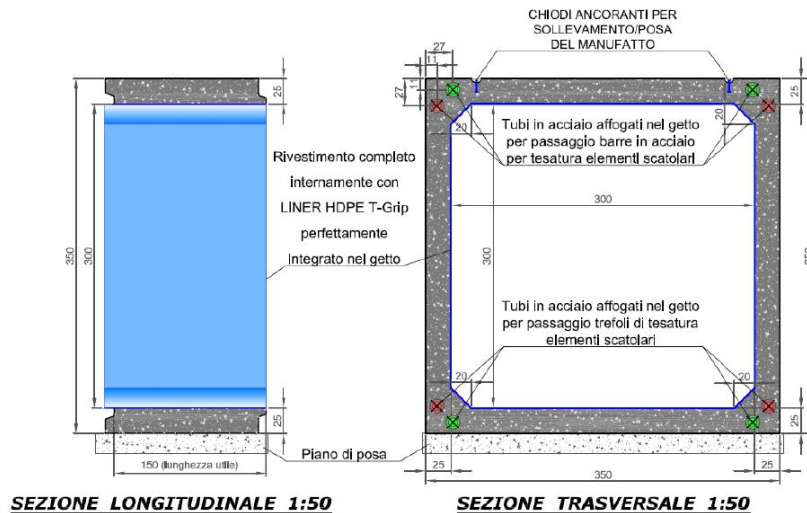 CHIODI ANCORANTI PER
SOLLEVAMENTO/POSA
DEL MANUFATTO
27
11
11
27
25
25
20
20
Tubi in acciaio affogati nel getto
per passaggio barre in acciaio
per tesatura elementi scatolari
Rivestimento completo
internamente con
LINER HDPE T-Grip
perfettamente
Integrato nel getto
350
300
300
300
350
Tubi in acciaio affogati nel getto
per passaggio trefoli di tesatura
elementi scatolari
20
20
25
25
Piano di posa
150 (lunghezza utile)
25
25
350
SEZIONE LONGITUDINALE 1:50
SEZIONE TRASVERSALE 1:50